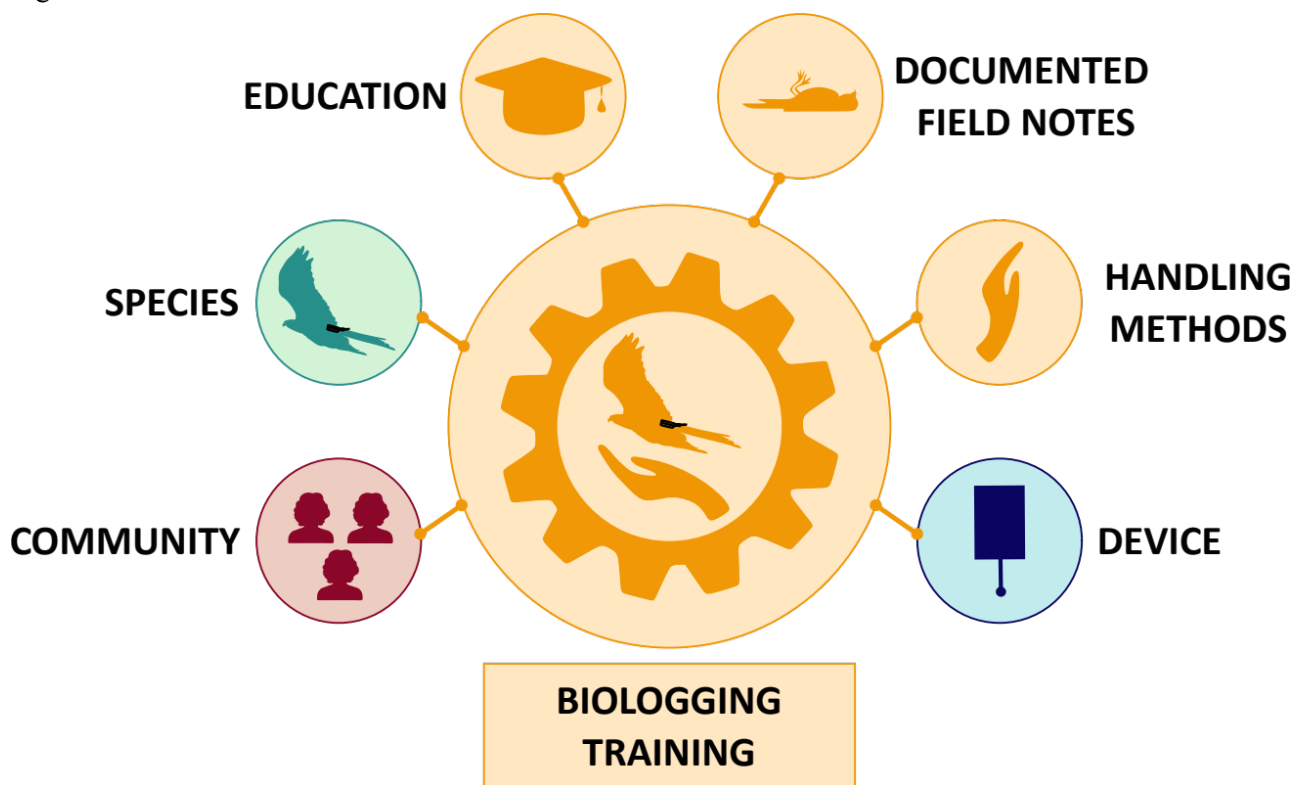 EDUCATION
DOCUMENTED
FIELD NOTES
SPECIES
HANDLING
METHODS
COMMUNITY
DEVICE
BIOLOGGING
TRAINING